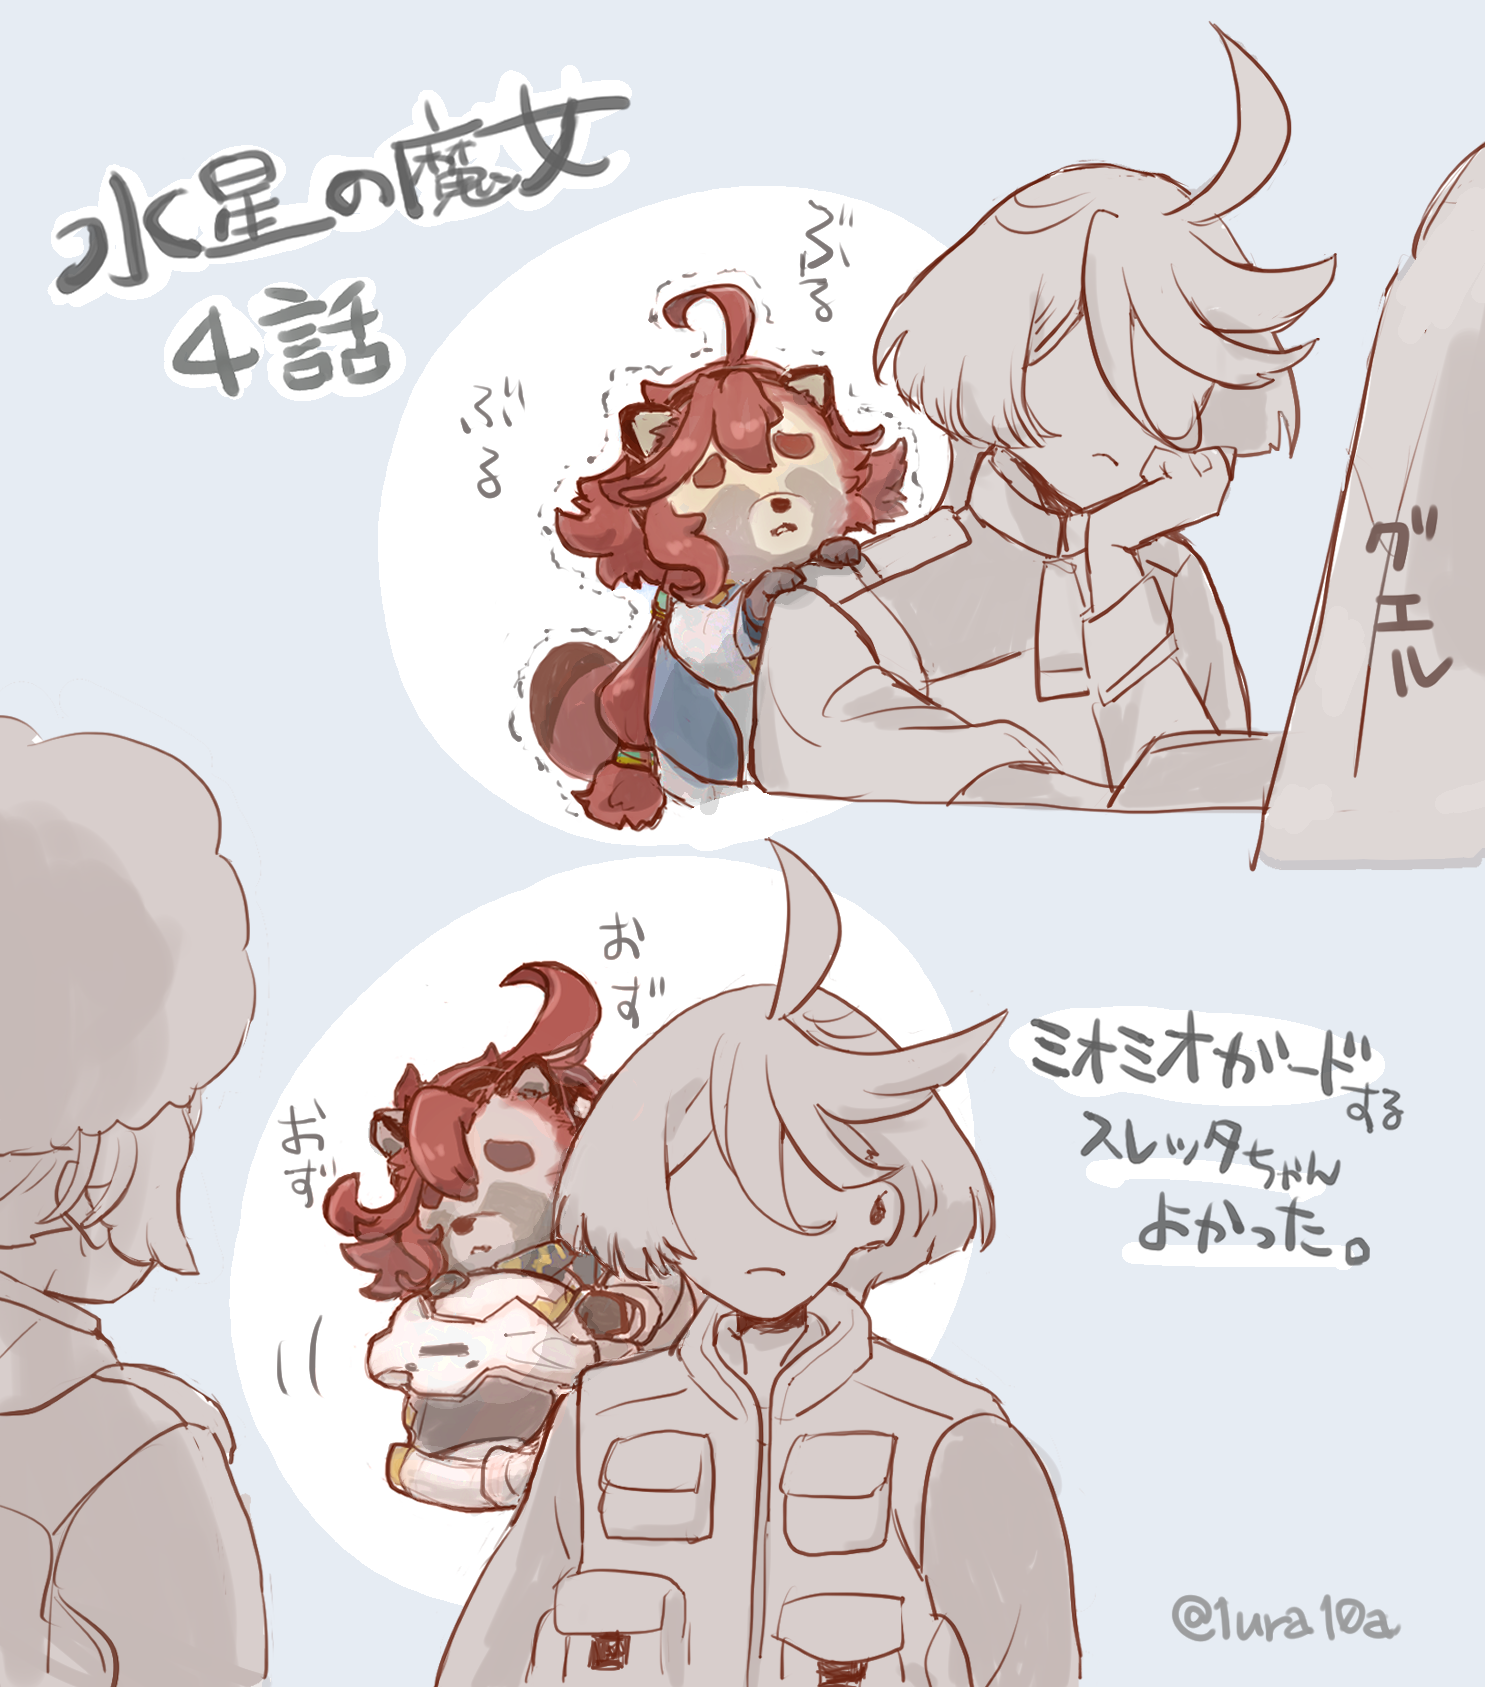 水星の魔女
4話
ぶる
ぶる
グエル
おず
おず
ミオミオガードする
スレッタちゃん
よかった。
@1ura10a